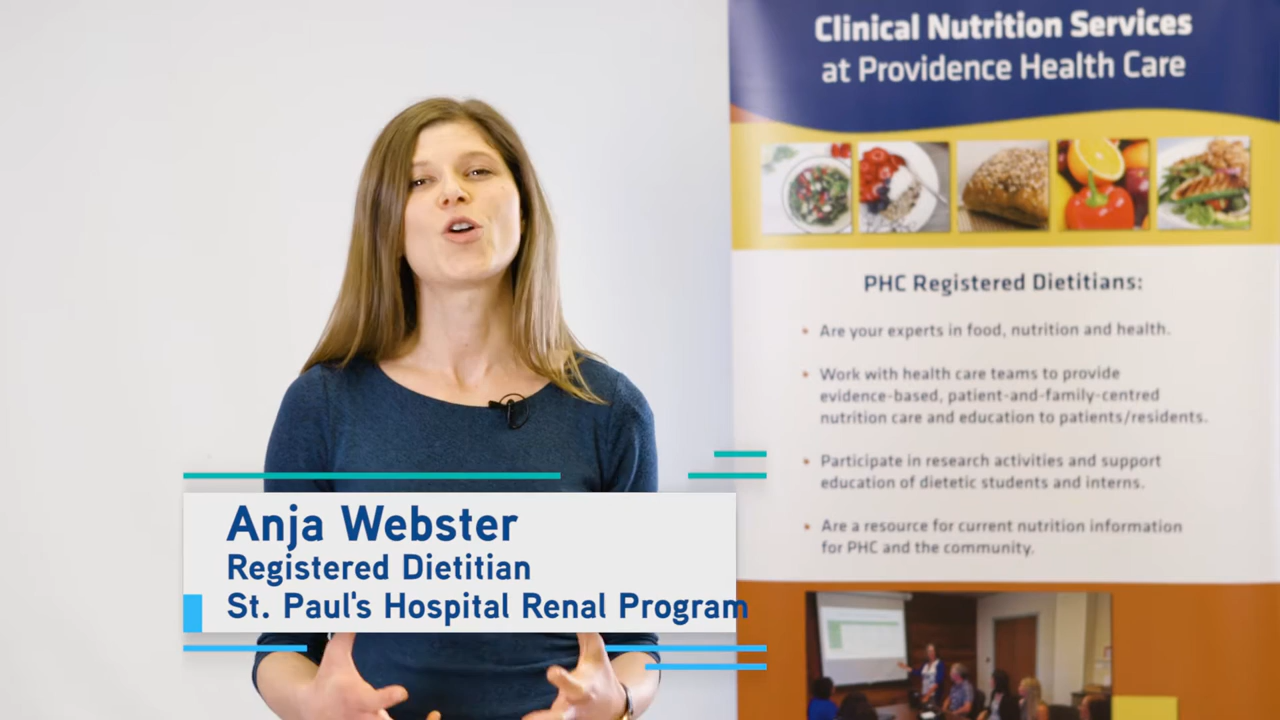 Clinical Nutrition Services
at Providence Health Care
PHC Registered Dietitians:
• Are your experts in food, nutrition and health.
• Work with health care teams to provide
evidence-based, patient-and-family-centred
nutrition care and education to patients/residents.
• Participate in research activities and support
education of dietetic students and interns.
• Are a resource for current nutrition information
for PHC and the community.
Anja Webster
Registered Dietitian
St. Paul's Hospital Renal Program